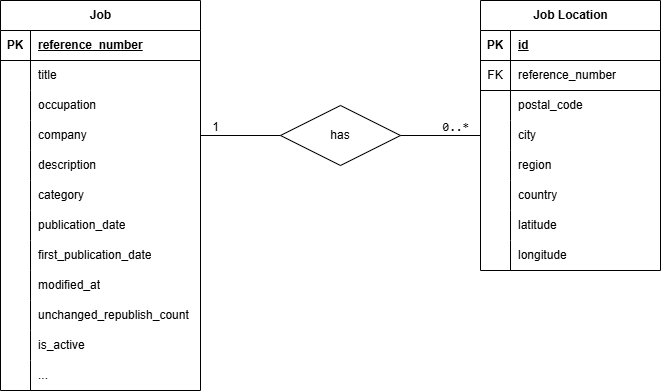 Job
PK reference_number
title
occupation
company
description
category
publication_date
first_publication_date
modified_at
unchanged_republish_count
is_active
...
1
has
0..*
Job Location
PK id
FK reference_number
postal_code
city
region
country
latitude
longitude